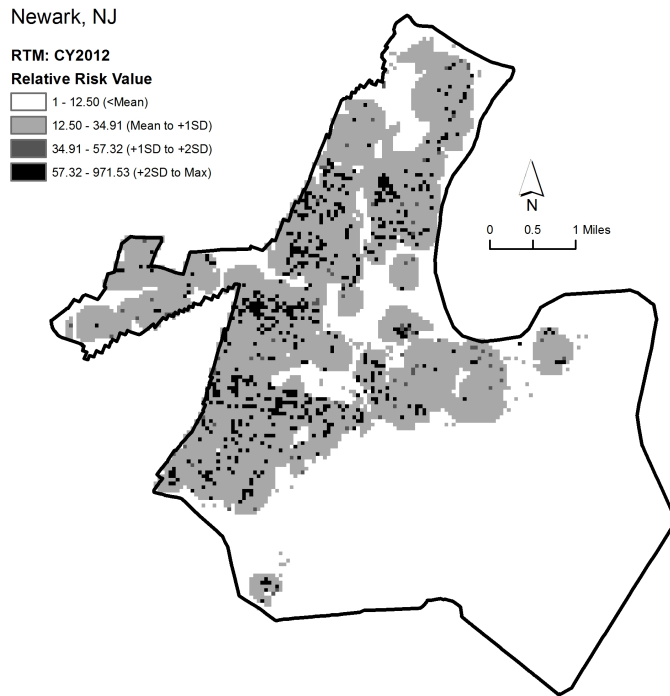 Newark, NJ
RTM: CY2012
Relative Risk Value
1 - 12.50 (<Mean)
12.50 - 34.91 (Mean to +1SD)
34.91 - 57.32 (+1SD to +2SD)
57.32 - 971.53 (+2SD to Max)
N
0 0.5 1 Miles